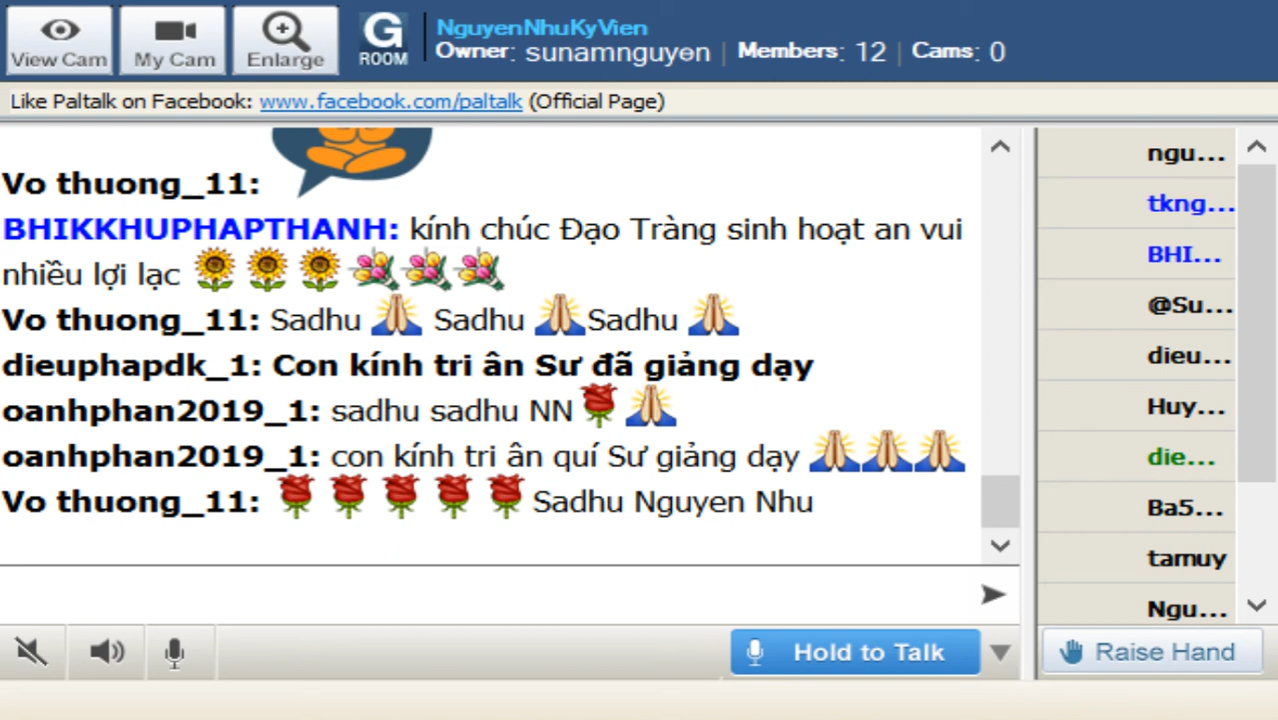 NguyenNhuKyVien
View Cam My Cam Enlarge G ROOM Owner: sunamnguyen | Members: 12 | Cams: 0
Like Paltalk on Facebook: www.facebook.com/paltalk (Official Page)
Vo thuong_11:
BHIKKHUPHAPTHANH: kính chúc Đạo Tràng sinh hoạt an vui
nhiều lợi lạc
Vo thuong_11: Sadhu Sadhu Sadhu
dieuphapdk_1: Con kính tri ân Sư đã giảng dạy
oanhphan2019_1: sadhu sadhu NN
oanhphan2019_1: con kính tri ân quí Sư giảng dạy
Vo thuong_11: Sadhu Nguyen Nhu
ngu...
tkng...
BHI...
@Su...
dieu...
Huy...
die...
Ba5...
tamuy
Ngu...
Hold to Talk
Raise Hand